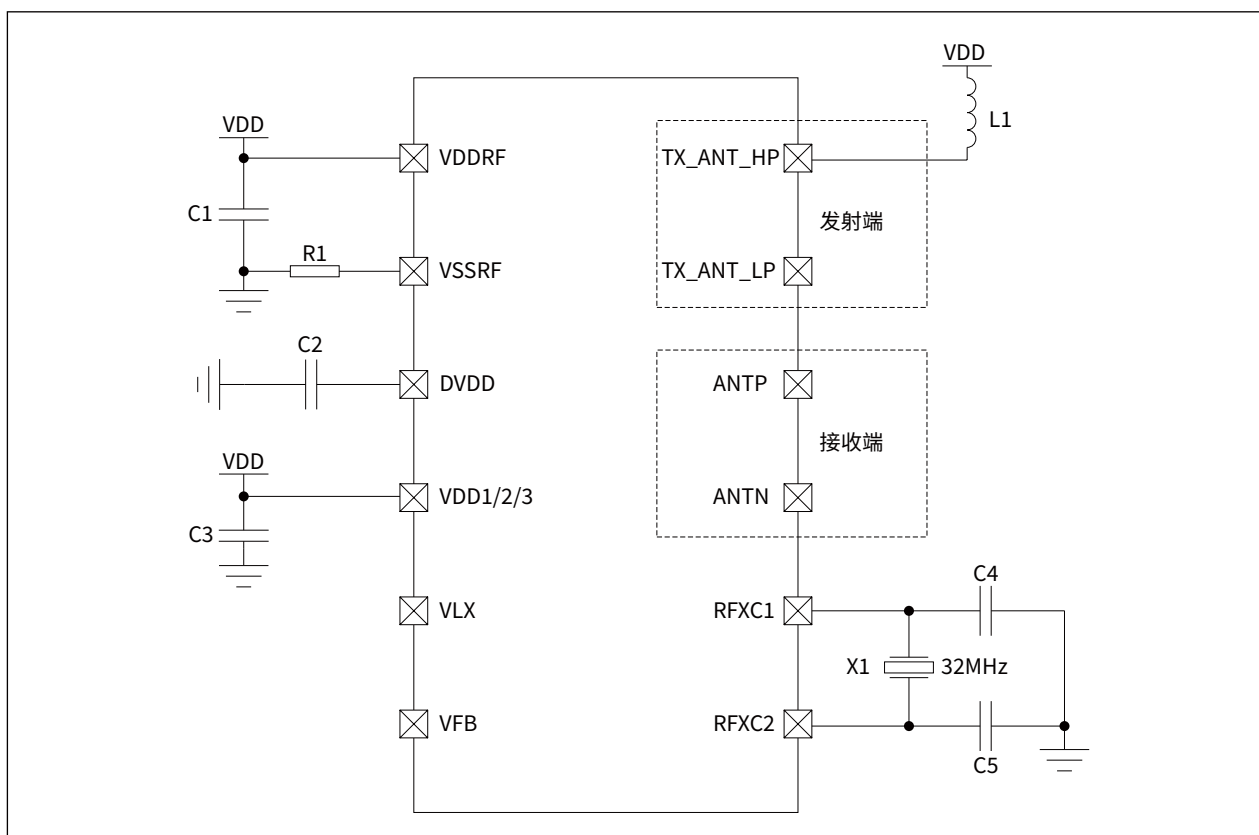 VDD
L1
VDD
VDDRF
TX_ANT_HP
C1
发射端
R1
VSSRF
TX_ANT_LP
C2
DVDD
ANTP
接收端
VDD
VDD1/2/3
ANTN
C3
C4
VLX
RFXC1
X1
32MHz
VFB
RFXC2
C5